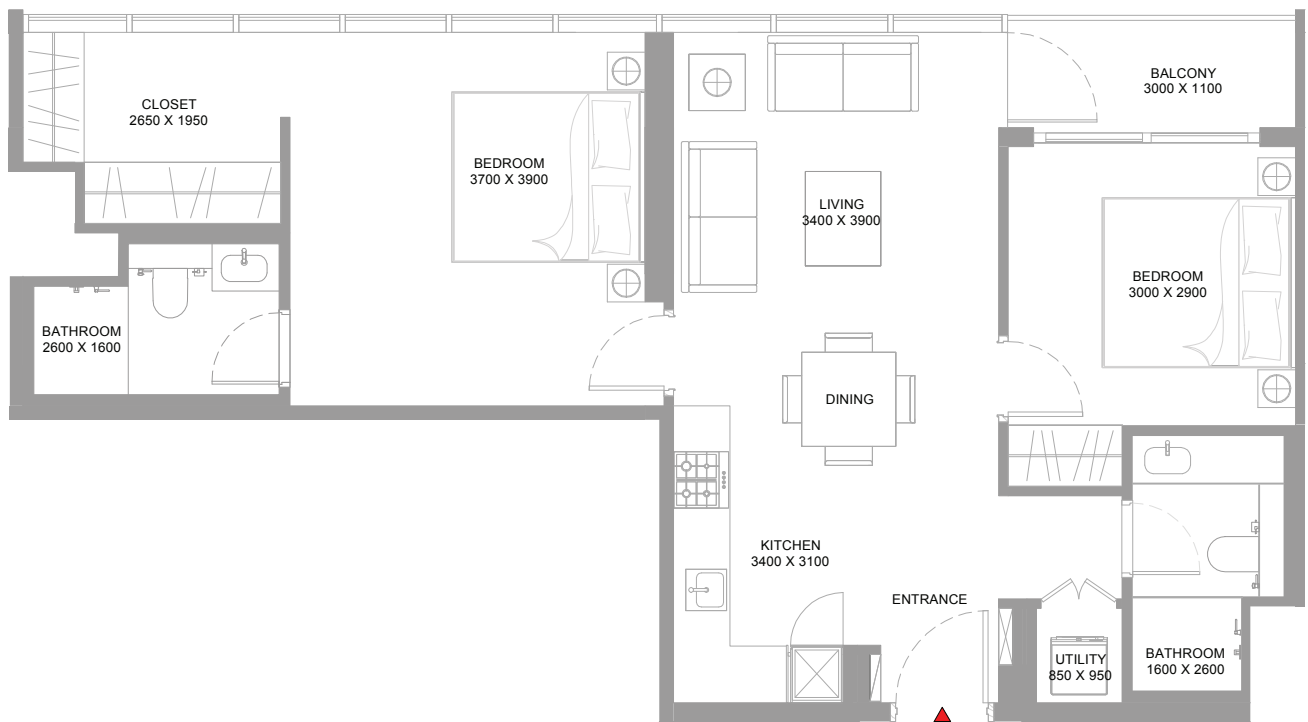 CLOSET
2650 X 1950
BALCONY
3000 X 1100
BEDROOM
3700 X 3900
LIVING
3400 X 3900
BEDROOM
3000 X 2900
BATHROOM
2600 X 1600
DINING
KITCHEN
3400 X 3100
ENTRANCE
UTILITY
850 X 950
BATHROOM
1600 X 2600